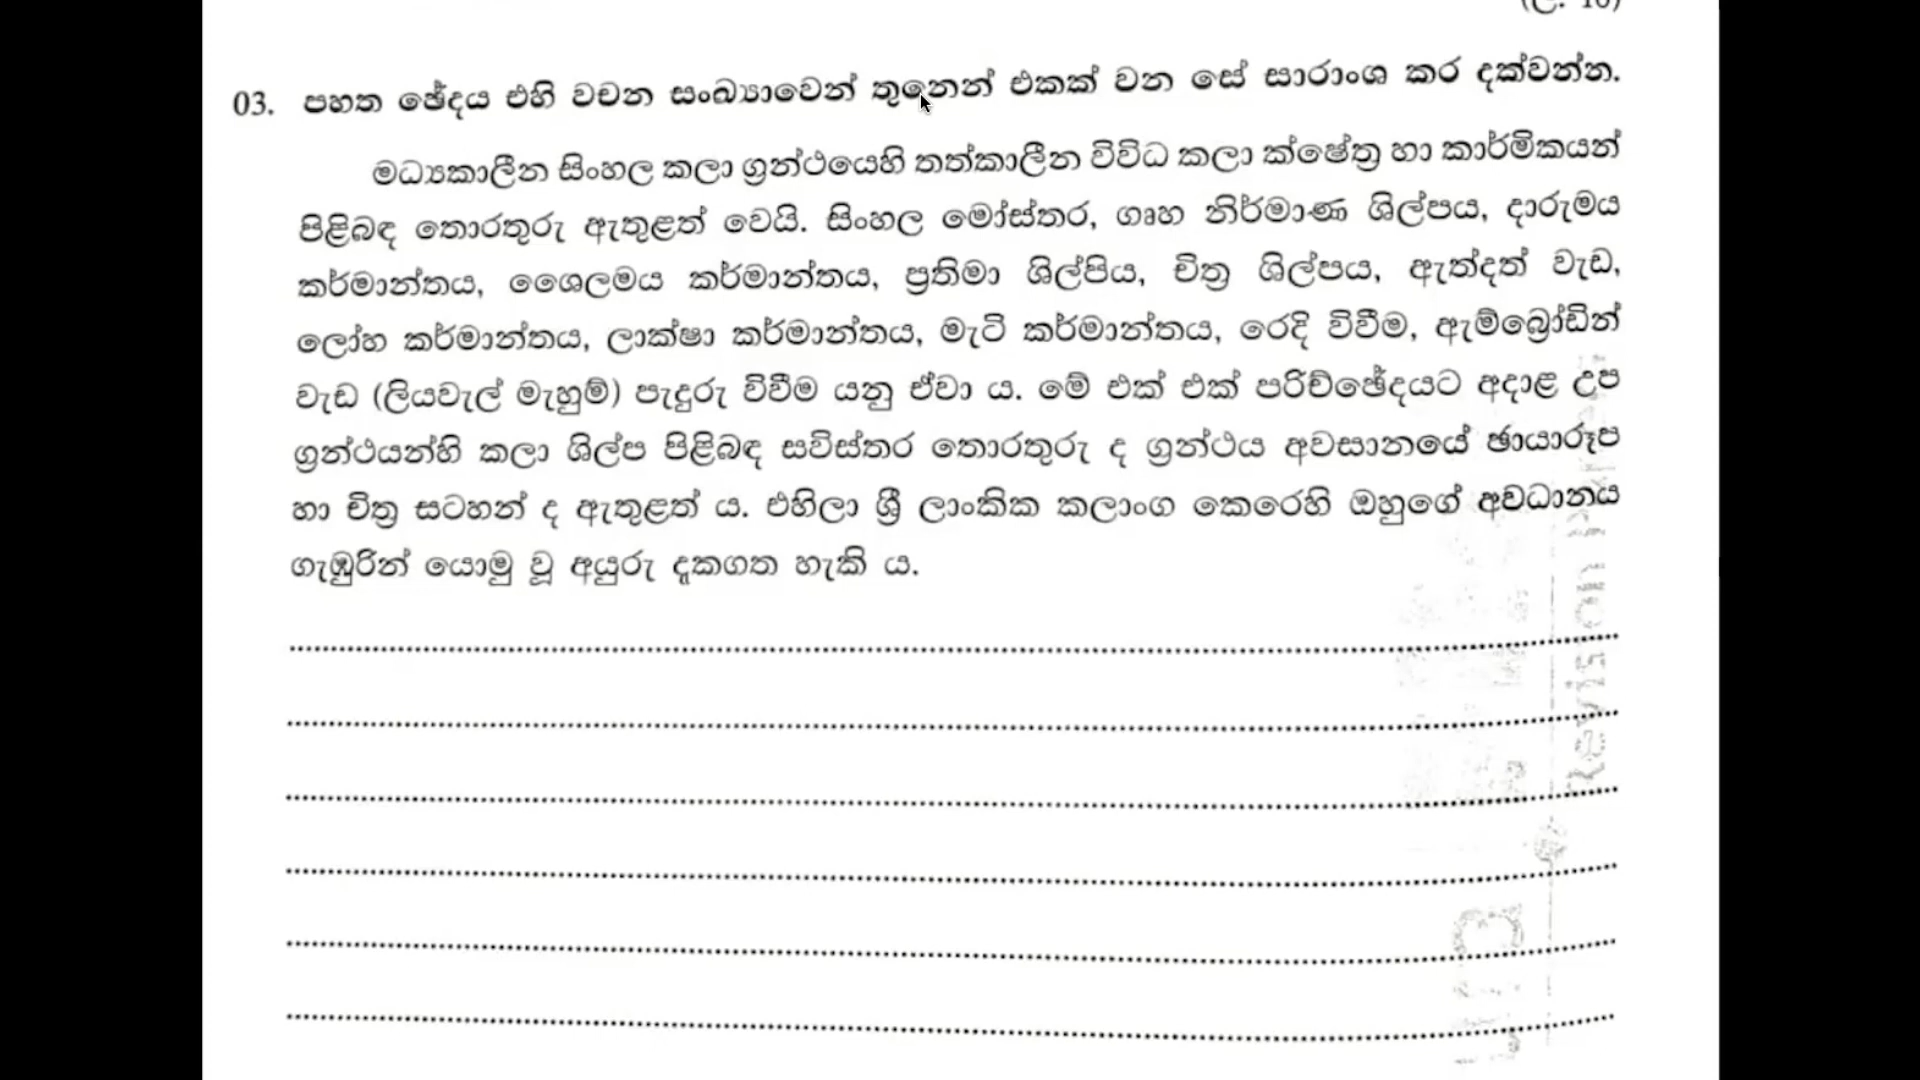 (ල. 10)
03. පහත ඡේදය එහි වචන සංඛ්‍යාවෙන් තුනෙන් එකක් වන සේ සාරාංශ කර දක්වන්න.
මධ්‍යකාලීන සිංහල කලා ග්‍රන්ථයෙහි තත්කාලීන විවිධ කලා ක්ෂේත්‍ර හා කාර්මිකයන්
පිළිබඳ තොරතුරු ඇතුළත් වෙයි. සිංහල මෝස්තර, ගෘහ නිර්මාණ ශිල්පය, දාරුමය
කර්මාන්තය, ශෛලමය කර්මාන්තය, ප්‍රතිමා ශිල්පිය, චිත්‍ර ශිල්පය, ඇත්දත් වැඩ,
ලෝහ කර්මාන්තය, ලාක්ෂා කර්මාන්තය, මැටි කර්මාන්තය, රෙදි විවීම, ඇම්බ්‍රෝඩින්
වැඩ (ලියවැල් මැහුම්) පැදුරු විවීම යනු ඒවා ය. මේ එක් එක් පරිච්ඡේදයට අදාළ උප
ග්‍රන්ථයන්හි කලා ශිල්ප පිළිබඳ සවිස්තර තොරතුරු ද ග්‍රන්ථය අවසානයේ ඡායාරූප
හා චිත්‍ර සටහන් ද ඇතුළත් ය. එහිලා ශ්‍රී ලාංකික කලාංග කෙරෙහි ඔහුගේ අවධානය
ගැඹුරින් යොමු වූ අයුරු දැකගත හැකි ය.
Revision